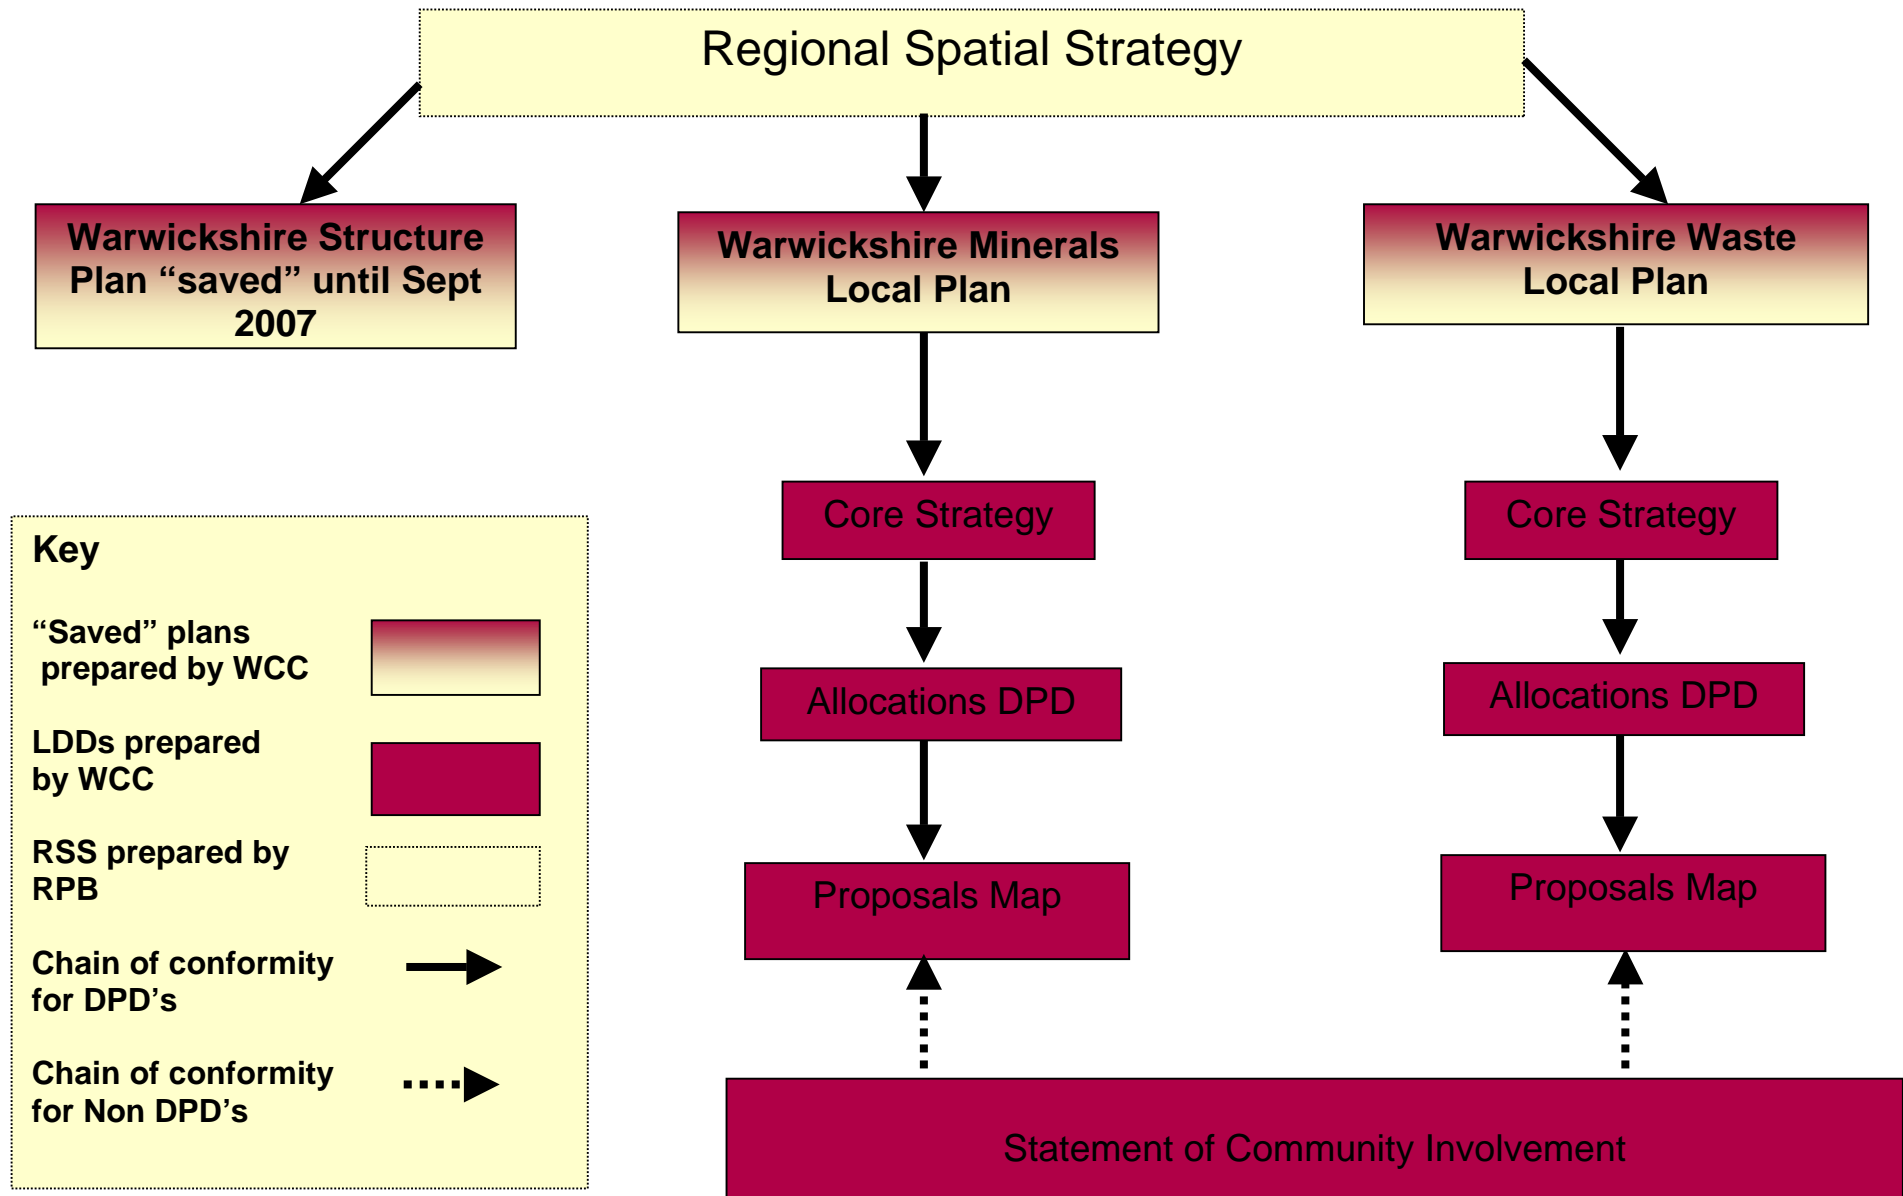 Regional Spatial Strategy
Warwickshire Structure
Plan “saved” until Sept
2007
Warwickshire Minerals
Local Plan
Warwickshire Waste
Local Plan
Core Strategy
Core Strategy
Allocations DPD
Allocations DPD
Proposals Map
Proposals Map
Statement of Community Involvement
Key
“Saved” plans
prepared by WCC
LDDs prepared
by WCC
RSS prepared by
RPB
Chain of conformity
for DPD’s
Chain of conformity
for Non DPD’s